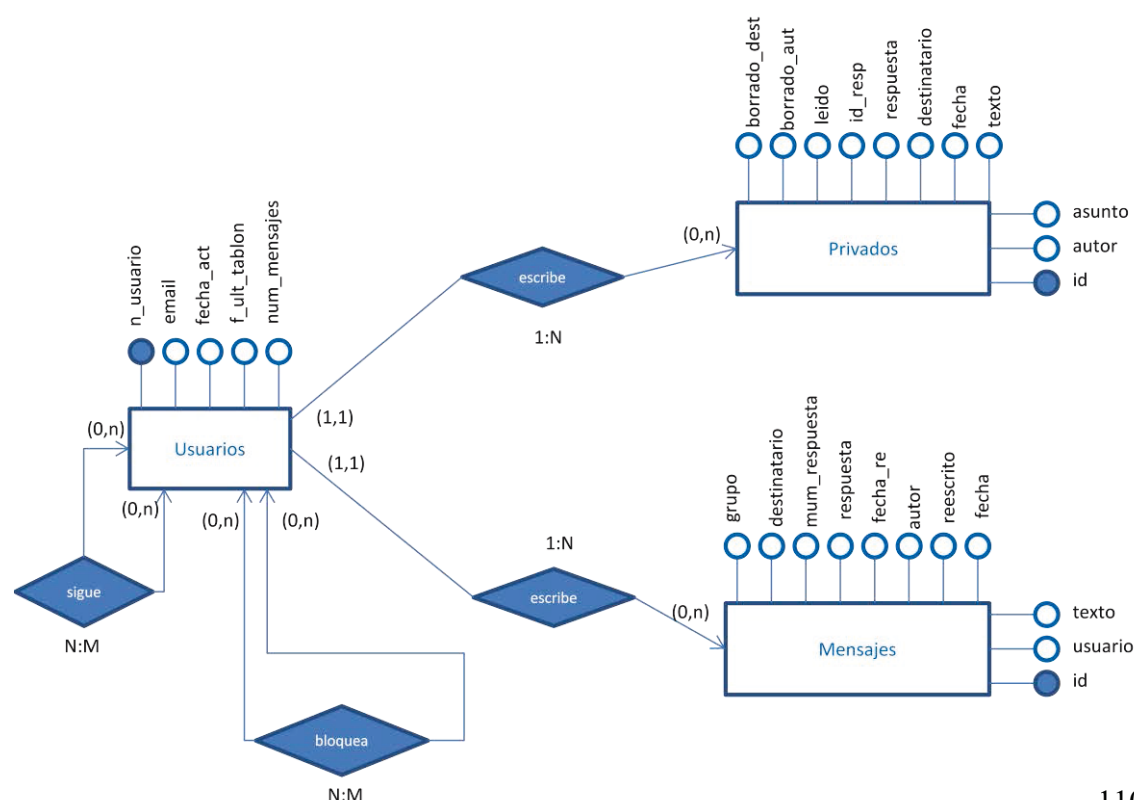 borrado_dest
borrado_aut
leido
id_resp
respuesta
destinatario
fecha
texto
asunto
autor
id
Privados
(0,n)
escribe
1:N
n_usuario
email
fecha_act
f_ult_tablon
num_mensajes
(1,1)
(0,n)
Usuarios
(1,1)
(0,n)
(0,n)
(0,n)
sigue
N:M
bloquea
N:M
1:N
escribe
(0,n)
grupo
destinatario
mum_respuesta
respuesta
fecha_re
autor
reescrito
fecha
texto
usuario
id
Mensajes